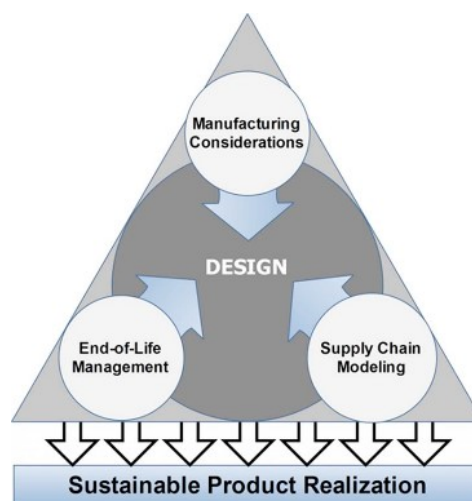 Manufacturing
Considerations
DESIGN
End-of-Life
Management
Supply Chain
Modeling
Sustainable Product Realization